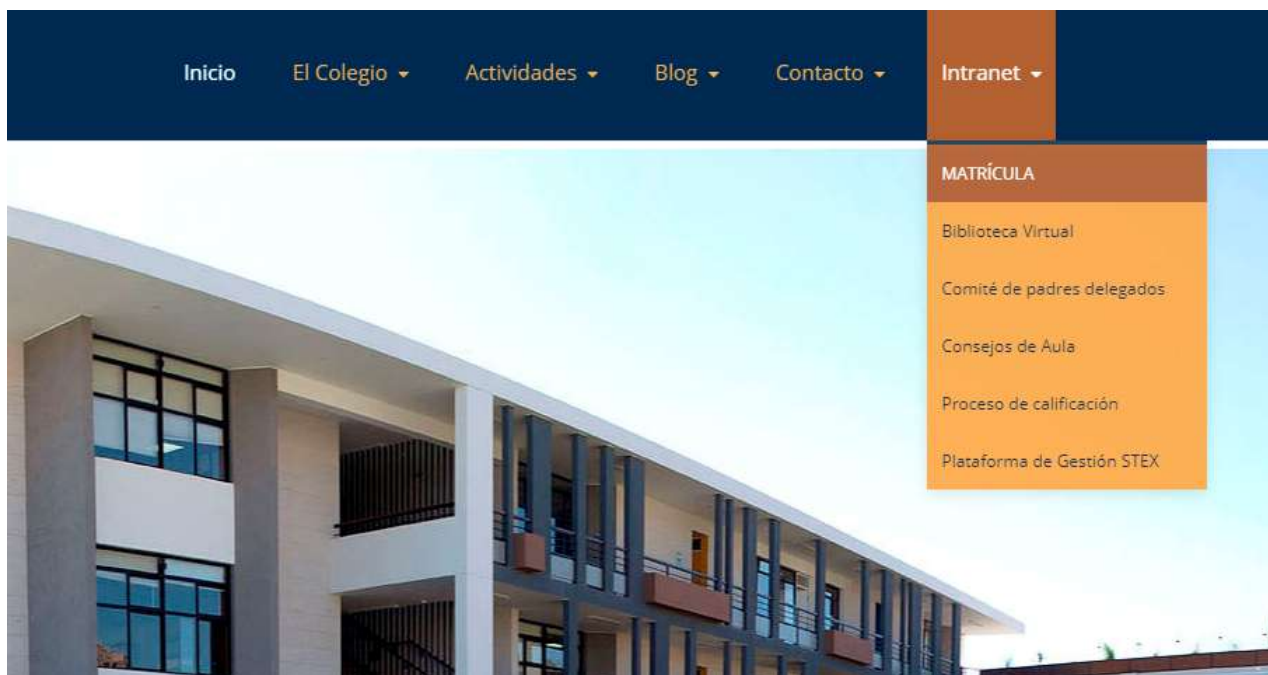 Inicio El Colegio Actividades Blog Contacto Intranet
MATRÍCULA
Biblioteca Virtual
Comité de padres delegados
Consejos de Aula
Proceso de calificación
Plataforma de Gestión STEX